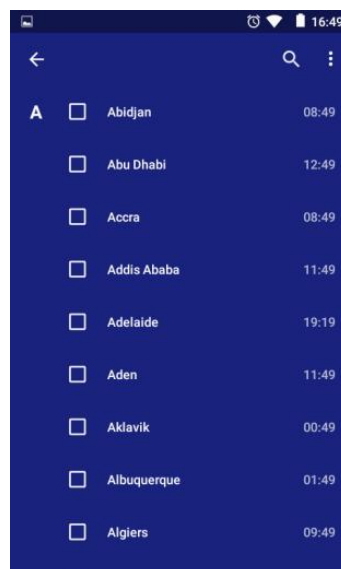 16:49
A Abidjan 08:49
Abu Dhabi 12:49
Accra 08:49
Addis Ababa 11:49
Adelaide 19:19
Aden 11:49
Aklavik 00:49
Albuquerque 01:49
Algiers 09:49